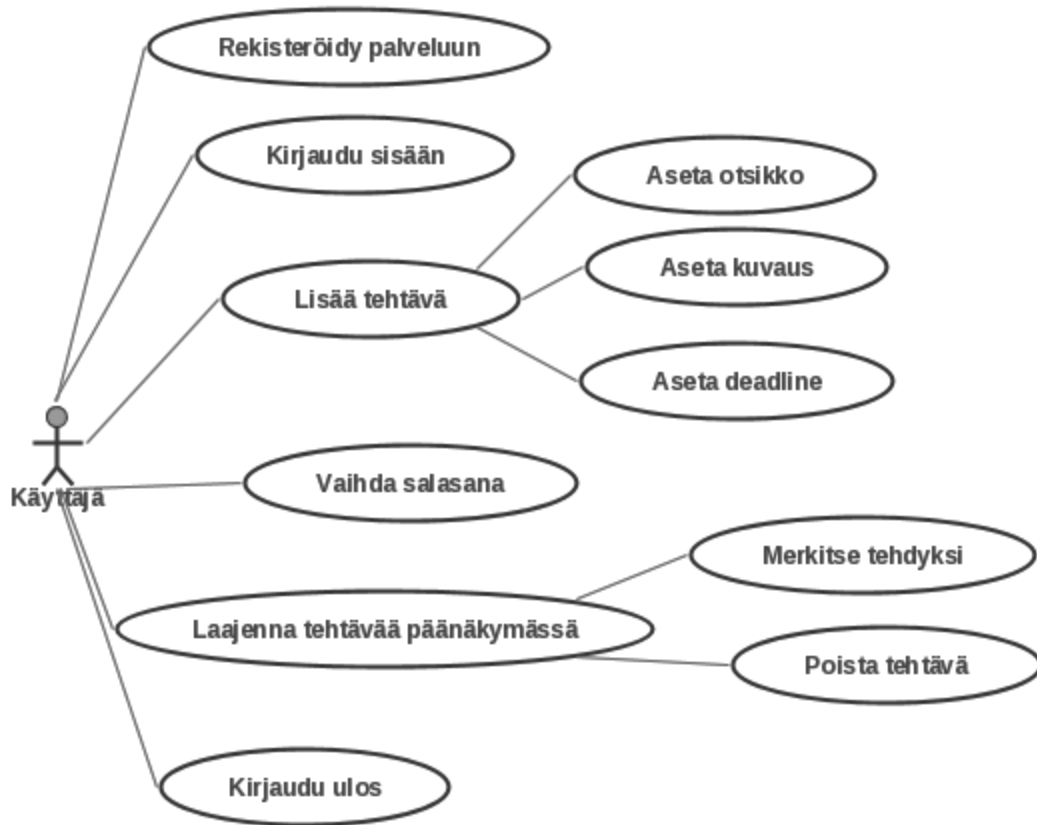 Rekisteröidy palveluun
Kirjaudu sisään
Aseta otsikko
Aseta kuvaus
Lisää tehtävä
Aseta deadline
Vaihda salasana
Käyttäjä
Merkitse tehdyksi
Laajenna tehtävää päänäkymässä
Poista tehtävä
Kirjaudu ulos